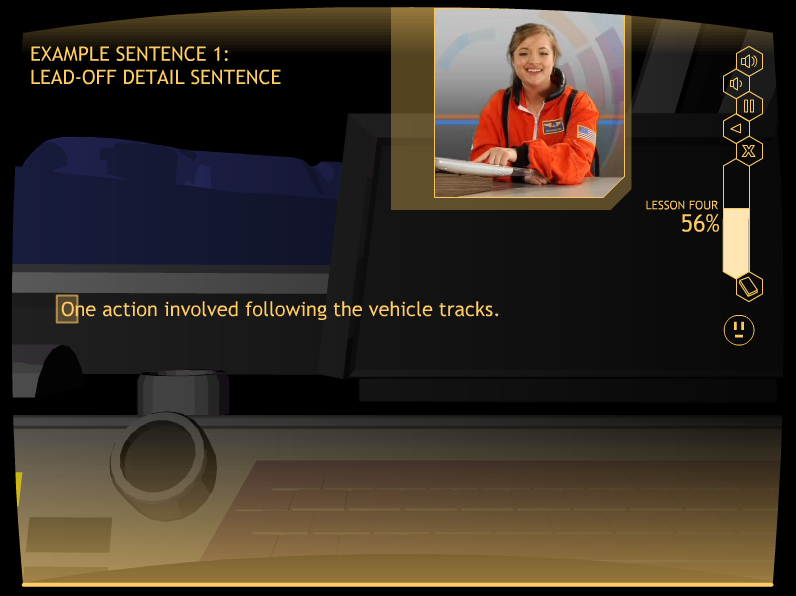 EXAMPLE SENTENCE 1:
LEAD-OFF DETAIL SENTENCE
LESSON FOUR
56%
One action involved following the vehicle tracks.